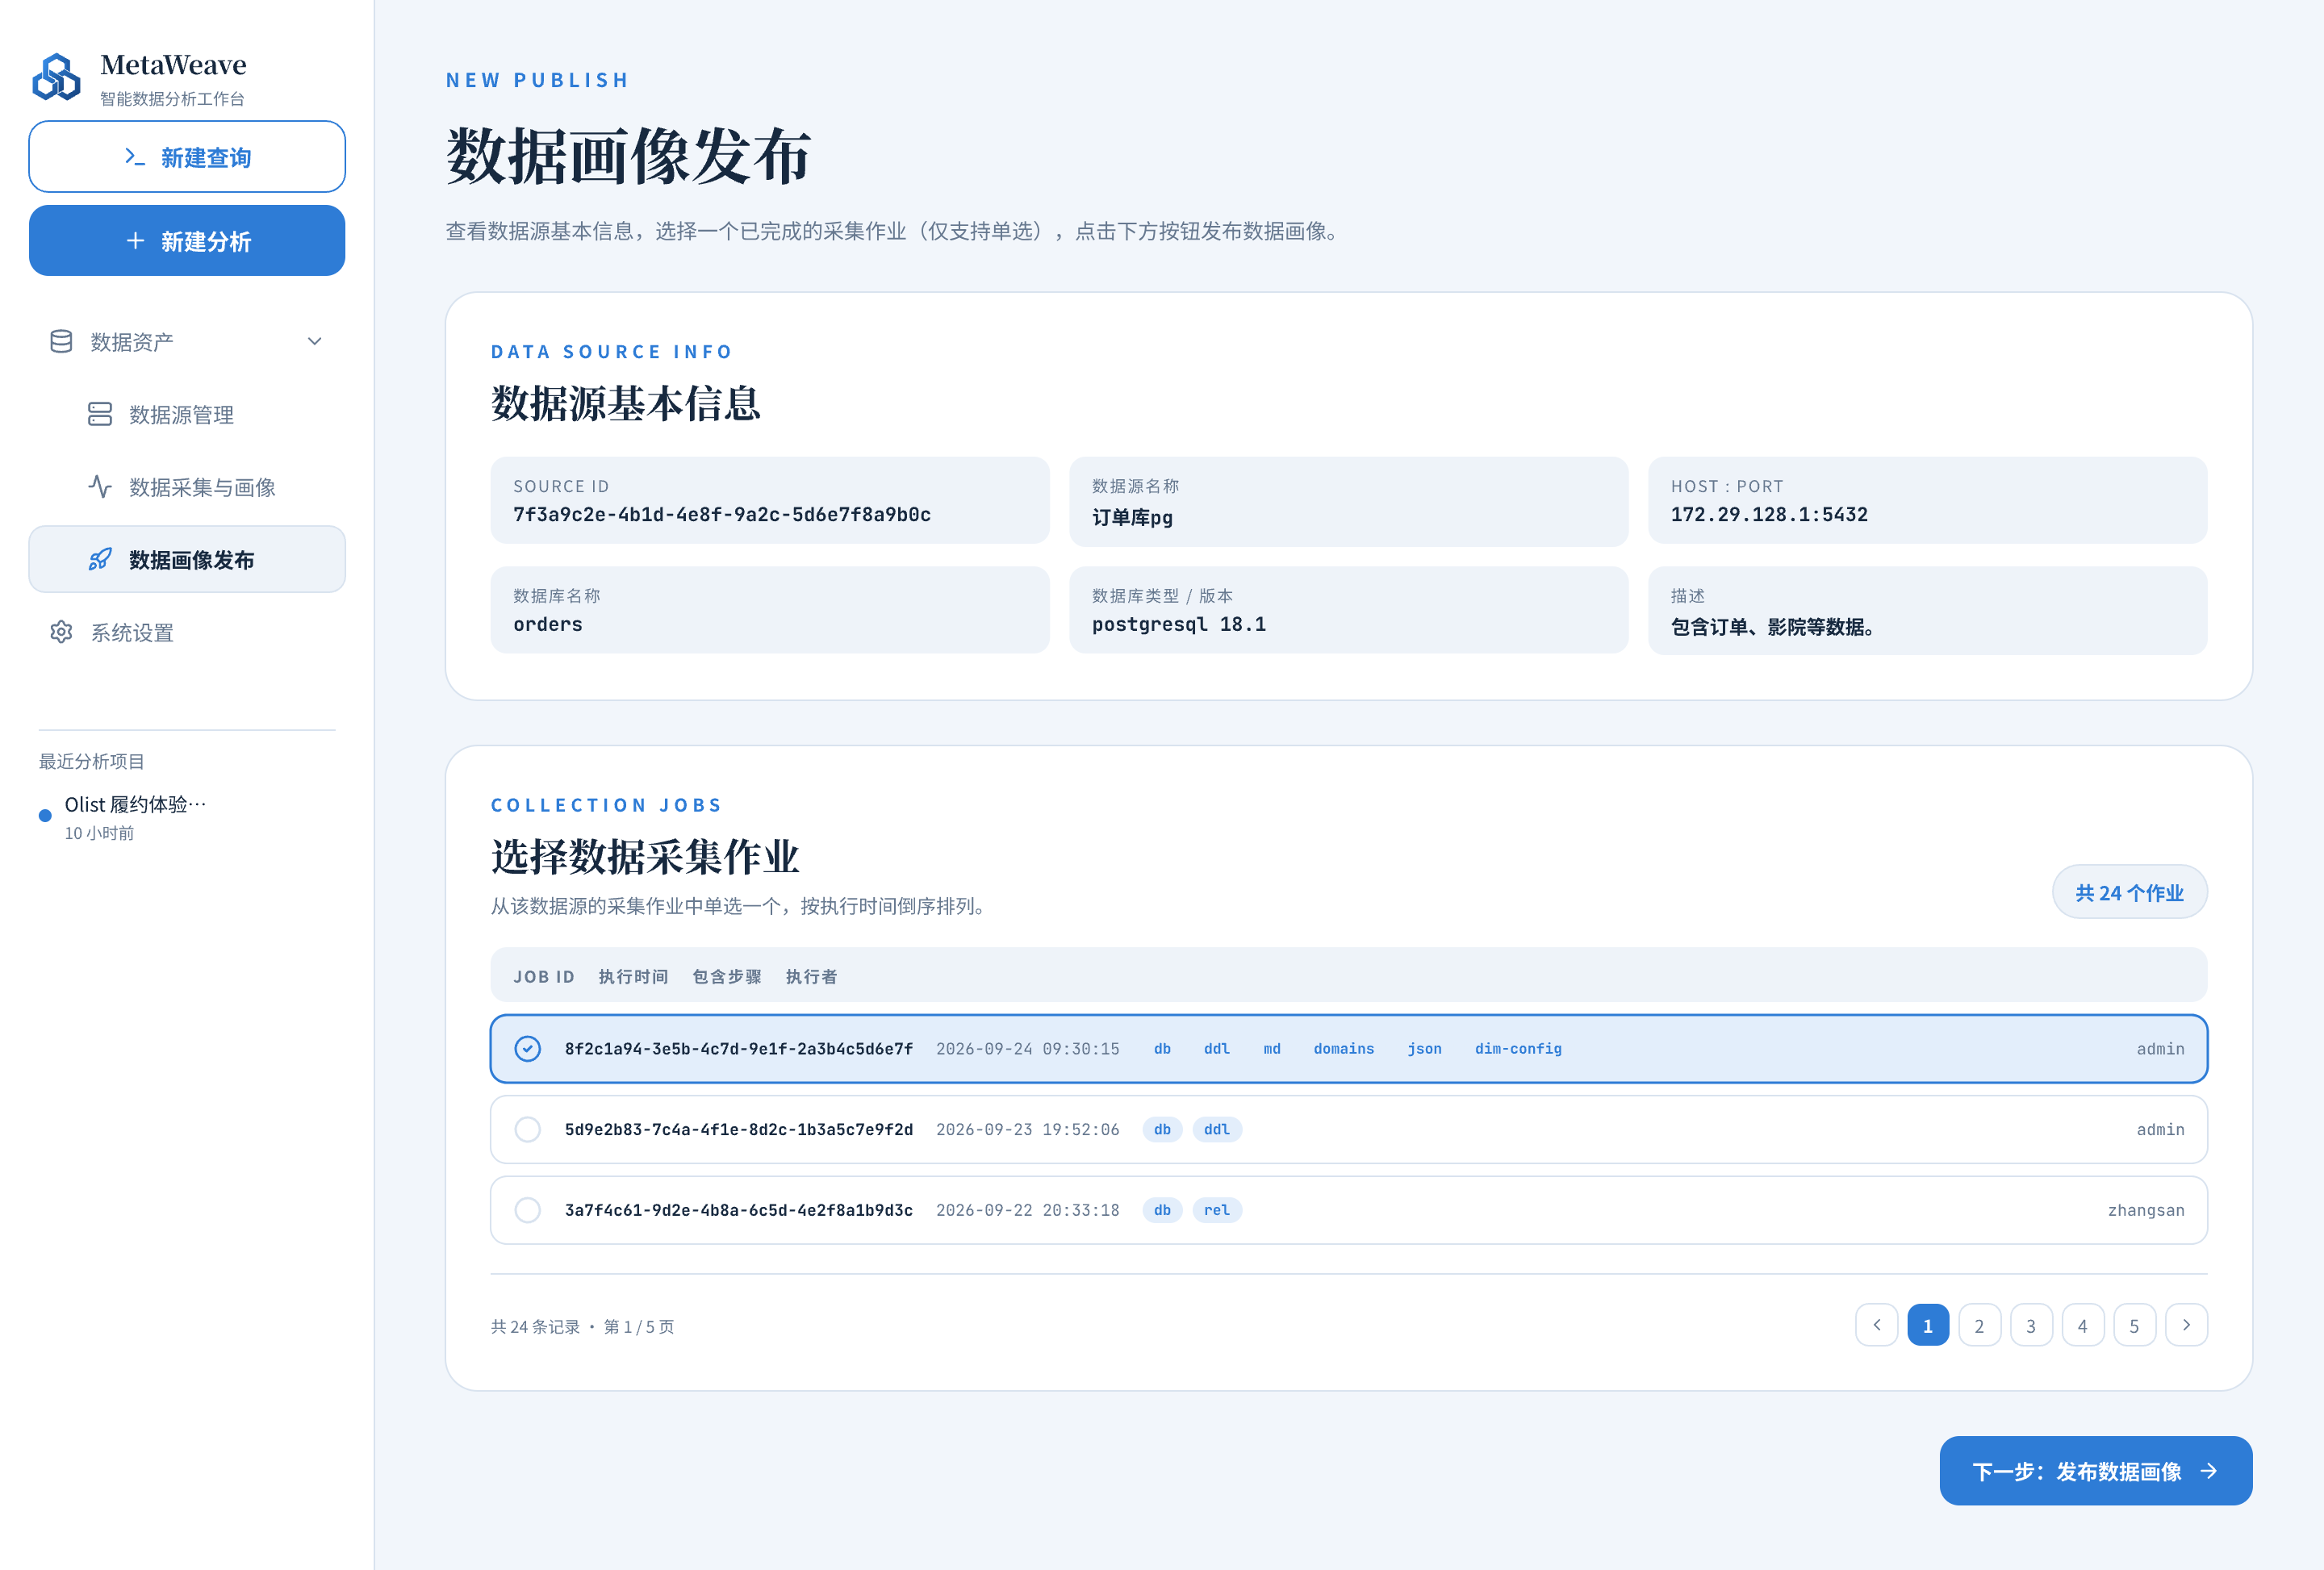 MetaWeave
智能数据分析工作台
新建查询
新建分析
数据资产
数据源管理
数据采集与画像
数据画像发布
系统设置
最近分析项目
Olist 履约体验…
10 小时前
NEW PUBLISH
数据画像发布
查看数据源基本信息，选择一个已完成的采集作业（仅支持单选），点击下方按钮发布数据画像。
DATA SOURCE INFO
数据源基本信息
SOURCE ID
7f3a9c2e-4b1d-4e8f-9a2c-5d6e7f8a9b0c
数据源名称
订单库pg
HOST : PORT
172.29.128.1:5432
数据库名称
orders
数据库类型 / 版本
postgresql 18.1
描述
包含订单、影院等数据。
COLLECTION JOBS
选择数据采集作业
从该数据源的采集作业中单选一个，按执行时间倒序排列。
共 24 个作业
JOB ID 执行时间 包含步骤 执行者
8f2c1a94-3e5b-4c7d-9e1f-2a3b4c5d6e7f 2026-09-24 09:30:15 db ddl md domains json dim-config admin
5d9e2b83-7c4a-4f1e-8d2c-1b3a5c7e9f2d 2026-09-23 19:52:06 db ddl admin
3a7f4c61-9d2e-4b8a-6c5d-4e2f8a1b9d3c 2026-09-22 20:33:18 db rel zhangsan
共 24 条记录 · 第 1 / 5 页
1 2 3 4 5
下一步：发布数据画像